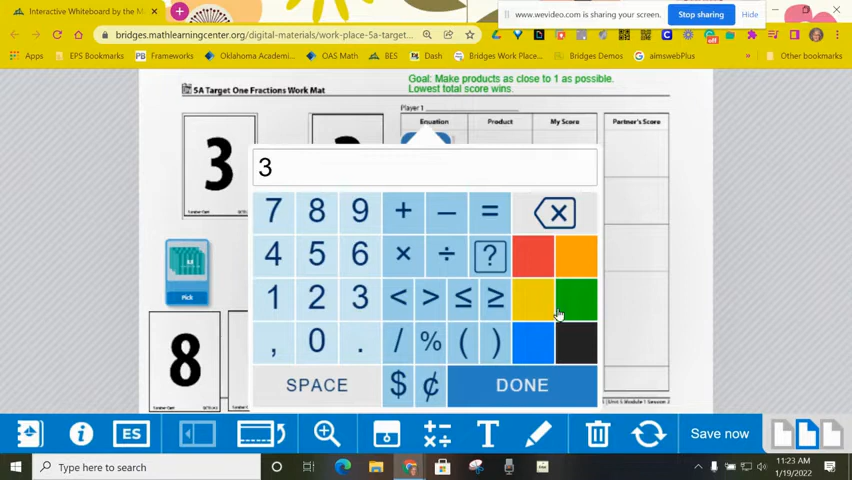 Interactive Whiteboard by the M
www.wevideo.com is sharing your screen.
Stop sharing
Hide
bridges.mathlearningcenter.org/digital-materials/work-place-5a-target...
Apps
EPS Bookmarks
Frameworks
Oklahoma Academi...
OAS Math
BES
Dash
Bridges Work Place...
Bridges Demos
aimswebPlus
Other bookmarks
5A Target One Fractions Work Mat
Goal: Make products as close to 1 as possible.
Lowest total score wins.
Player 1
Equation
Product
My Score
Partner's Score
3
3
7 8 9 + – =
4 5 6 × ÷ ?
1 2 3 < > ≤ ≥
, 0 . / % ( )
SPACE $ ¢ DONE
Pick
8
ES
T
Save now
Type here to search
11:23 AM
1/19/2022